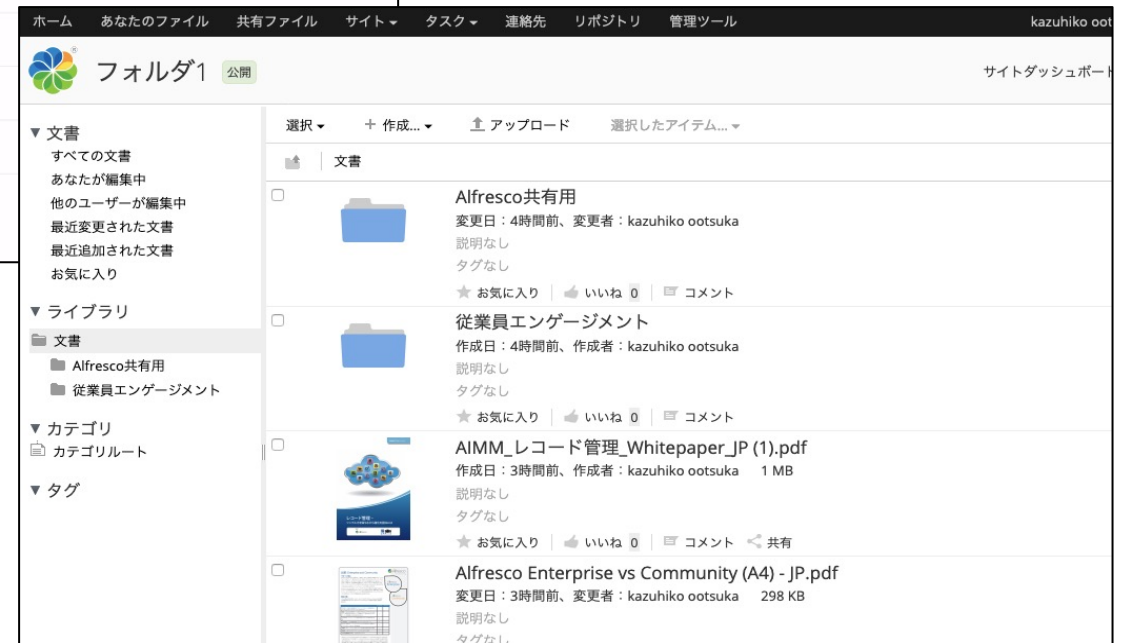 ホーム あなたのファイル 共有ファイル サイト タスク 連絡先 リポジトリ 管理ツール kazuhiko oot
フォルダ1 公開 サイトダッシュボート
選択 + 作成... アップロード 選択したアイテム...
文書
文書
すべての文書
あなたが編集中
他のユーザーが編集中
最近変更された文書
最近追加された文書
お気に入り
ライブラリ
文書
Alfresco共有用
従業員エンゲージメント
カテゴリ
カテゴリルート
タグ
Alfresco共有用
変更日：4時間前、変更者：kazuhiko ootsuka
説明なし
タグなし
お気に入り いいね 0 コメント
従業員エンゲージメント
作成日：4時間前、作成者：kazuhiko ootsuka
説明なし
タグなし
お気に入り いいね 0 コメント
AIMM_レコード管理_Whitepaper_JP (1).pdf
作成日：3時間前、作成者：kazuhiko ootsuka 1 MB
説明なし
タグなし
お気に入り いいね 0 コメント 共有
Alfresco Enterprise vs Community (A4) - JP.pdf
変更日：3時間前、変更者：kazuhiko ootsuka 298 KB
説明なし
タグなし